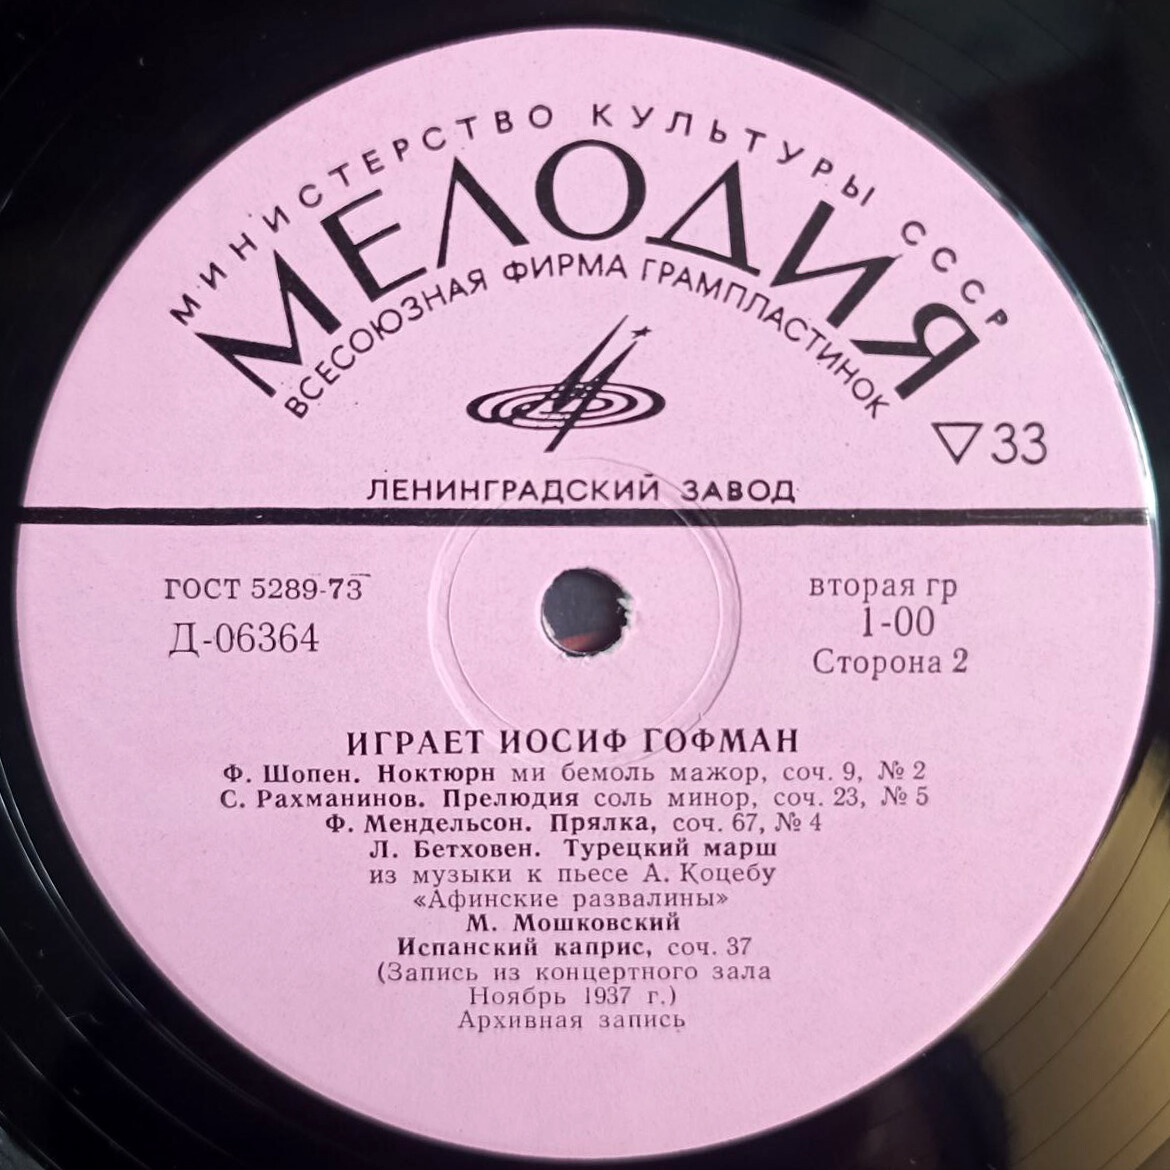 МИНИСТЕРСТВО КУЛЬТУРЫ СССР
МЕЛОДИЯ
ВСЕСОЮЗНАЯ ФИРМА ГРАМПЛАСТИНОК
33
ЛЕНИНГРАДСКИЙ ЗАВОД
ГОСТ 5289-73
Д-06364
вторая гр
1-00
Сторона 2
ИГРАЕТ ИОСИФ ГОФМАН
Ф. Шопен. Ноктюрн ми бемоль мажор, соч. 9, № 2
С. Рахманинов. Прелюдия соль минор, соч. 23, № 5
Ф. Мендельсон. Прялка, соч. 67, № 4
Л. Бетховен. Турецкий марш
из музыки к пьесе А. Коцебу
«Афинские развалины»
М. Мошковский
Испанский каприс, соч. 37
(Запись из концертного зала
Ноябрь 1937 г.)
Архивная запись